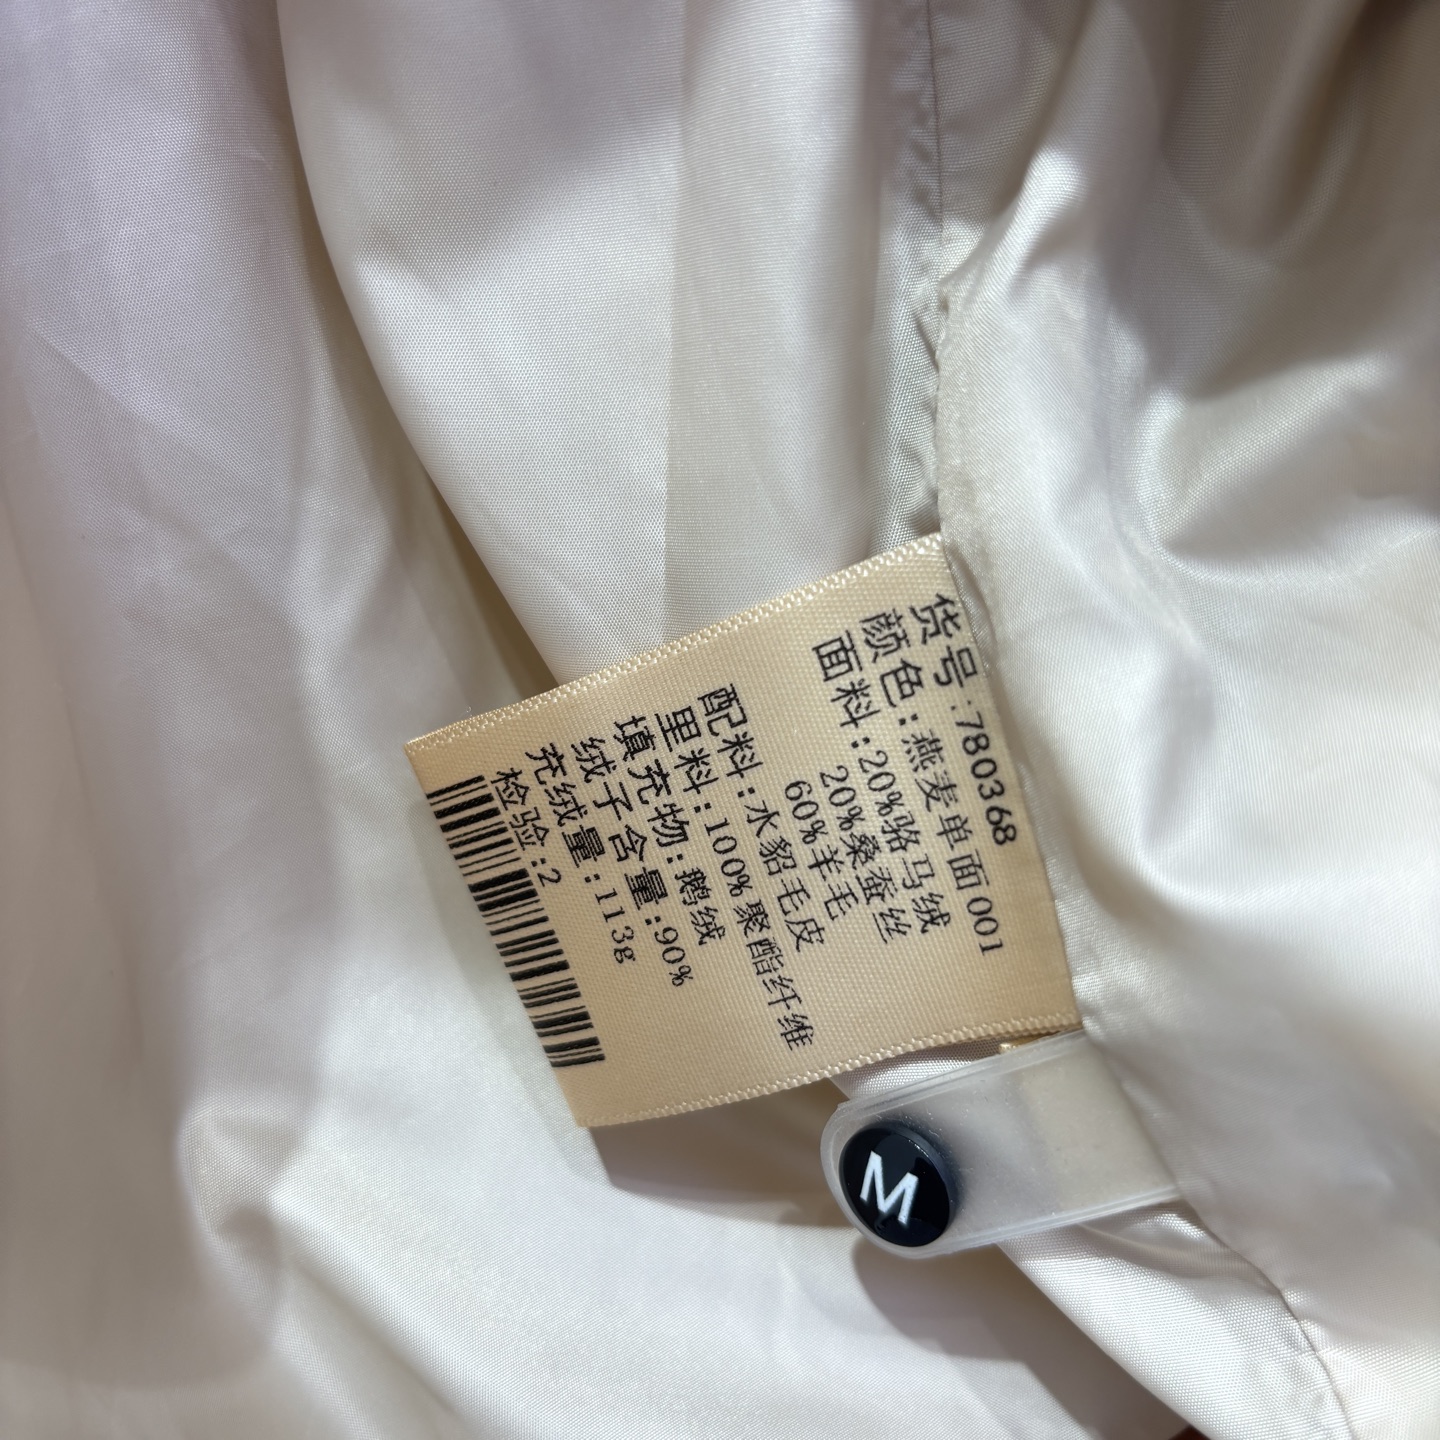 货号:780368
颜色:燕麦单面001
面料:20%骆马绒
20%桑蚕丝
60%羊毛
配料:水貂毛皮
里料:100%聚酯纤维
填充物:鹅绒
绒子含量:90%
充绒量:113g
检验:2
M